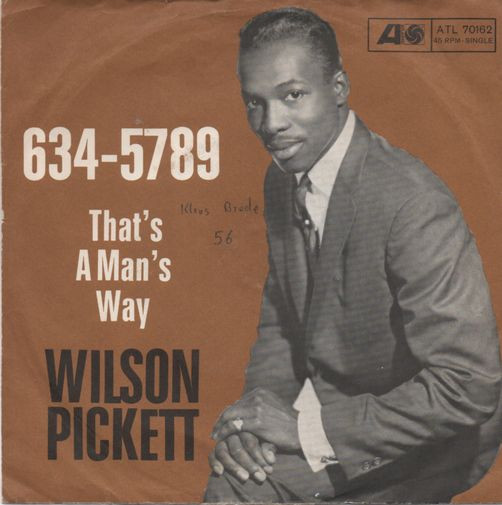 ATL 70162
45 RPM - SINGLE
634-5789
That's
A Man's
Way
56
WILSON
PICKETT